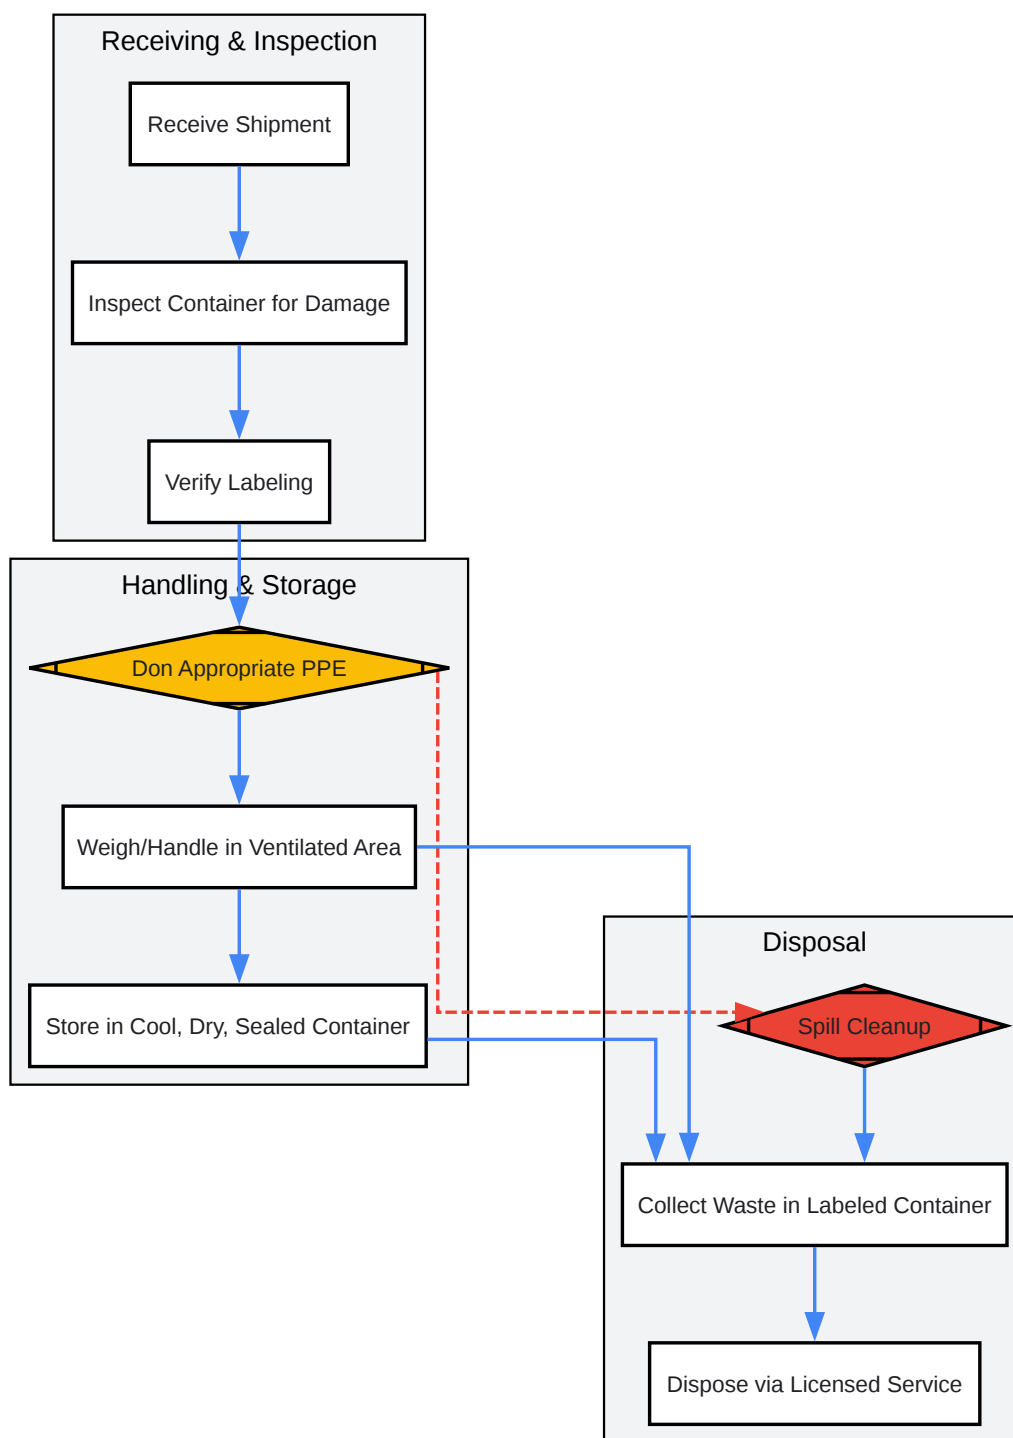 Receiving & Inspection
Receive Shipment
Inspect Container for Damage
Verify Labeling
Handling & Storage
Don Appropriate PPE
Weigh/Handle in Ventilated Area
Store in Cool, Dry, Sealed Container
Disposal
Spill Cleanup
Collect Waste in Labeled Container
Dispose via Licensed Service